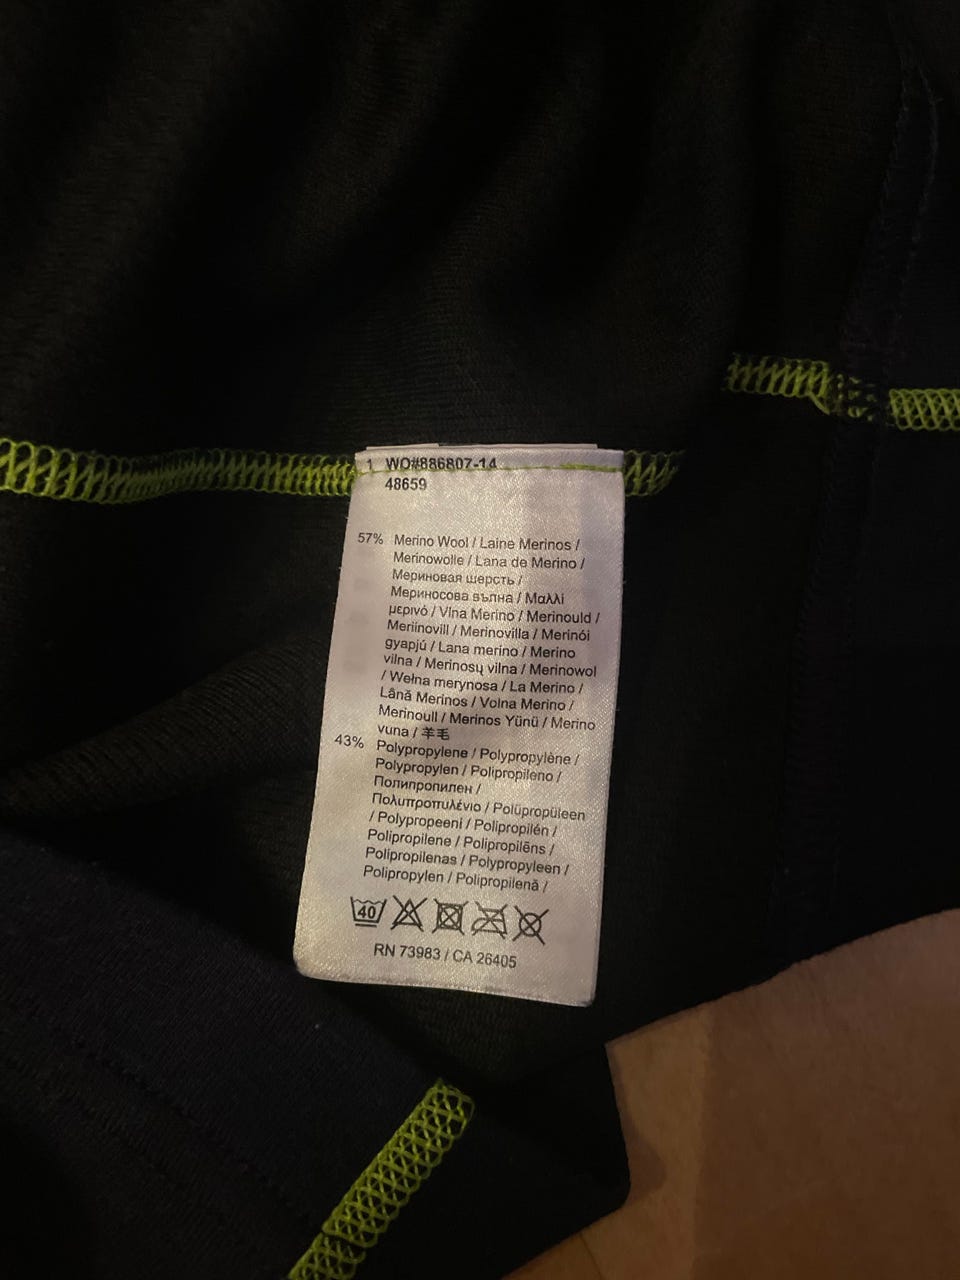 1 WO#886807-14
48659
57% Merino Wool / Laine Merinos /
Merinowolle / Lana de Merino /
Мериновая шерсть /
Мериносова вълна / Μαλλί
μερινό / Vlna Merino / Merinould /
Meriinovill / Merinovilla / Merinói
gyapjú / Lana merino / Merino
vilna / Merinosų vilna / Merinowol
/ Wełna merynosa / La Merino /
Lână Merinos / Volna Merino /
Merinoull / Merinos Yünü / Merino
vuna / 羊毛
43% Polypropylene / Polypropylène /
Polypropylen / Polipropileno /
Полипропилен /
Πολυπροπυλένιο / Polüpropüleen
/ Polypropeeni / Polipropilén /
Polipropilene / Polipropilēns /
Polipropilenas / Polypropyleen /
Polipropylen / Polipropilenă /
40
RN 73983 / CA 26405